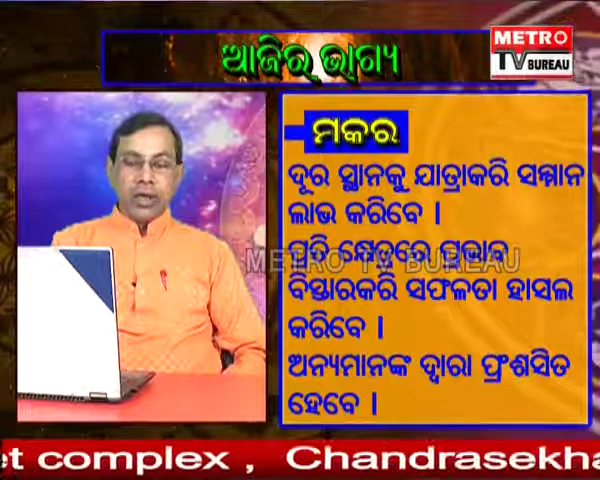 ଆଜିର ଭାଗ୍ୟ
METRO
TV BUREAU
ମକର
ଦୂର ସ୍ଥାନକୁ ଯାତ୍ରାକରି ସମ୍ମାନ
ଲାଭ କରିବେ ।
ପ୍ରତି କ୍ଷେତ୍ରରେ ପ୍ରଭାବ
METRO TV BUREAU
ବିସ୍ତାରକରି ସଫଳତା ହାସଲ
କରିବେ ।
ଅନ୍ୟମାନଙ୍କ ଦ୍ୱାରା ପ୍ରଶଂସିତ
ହେବେ ।
et complex , Chandrasekha